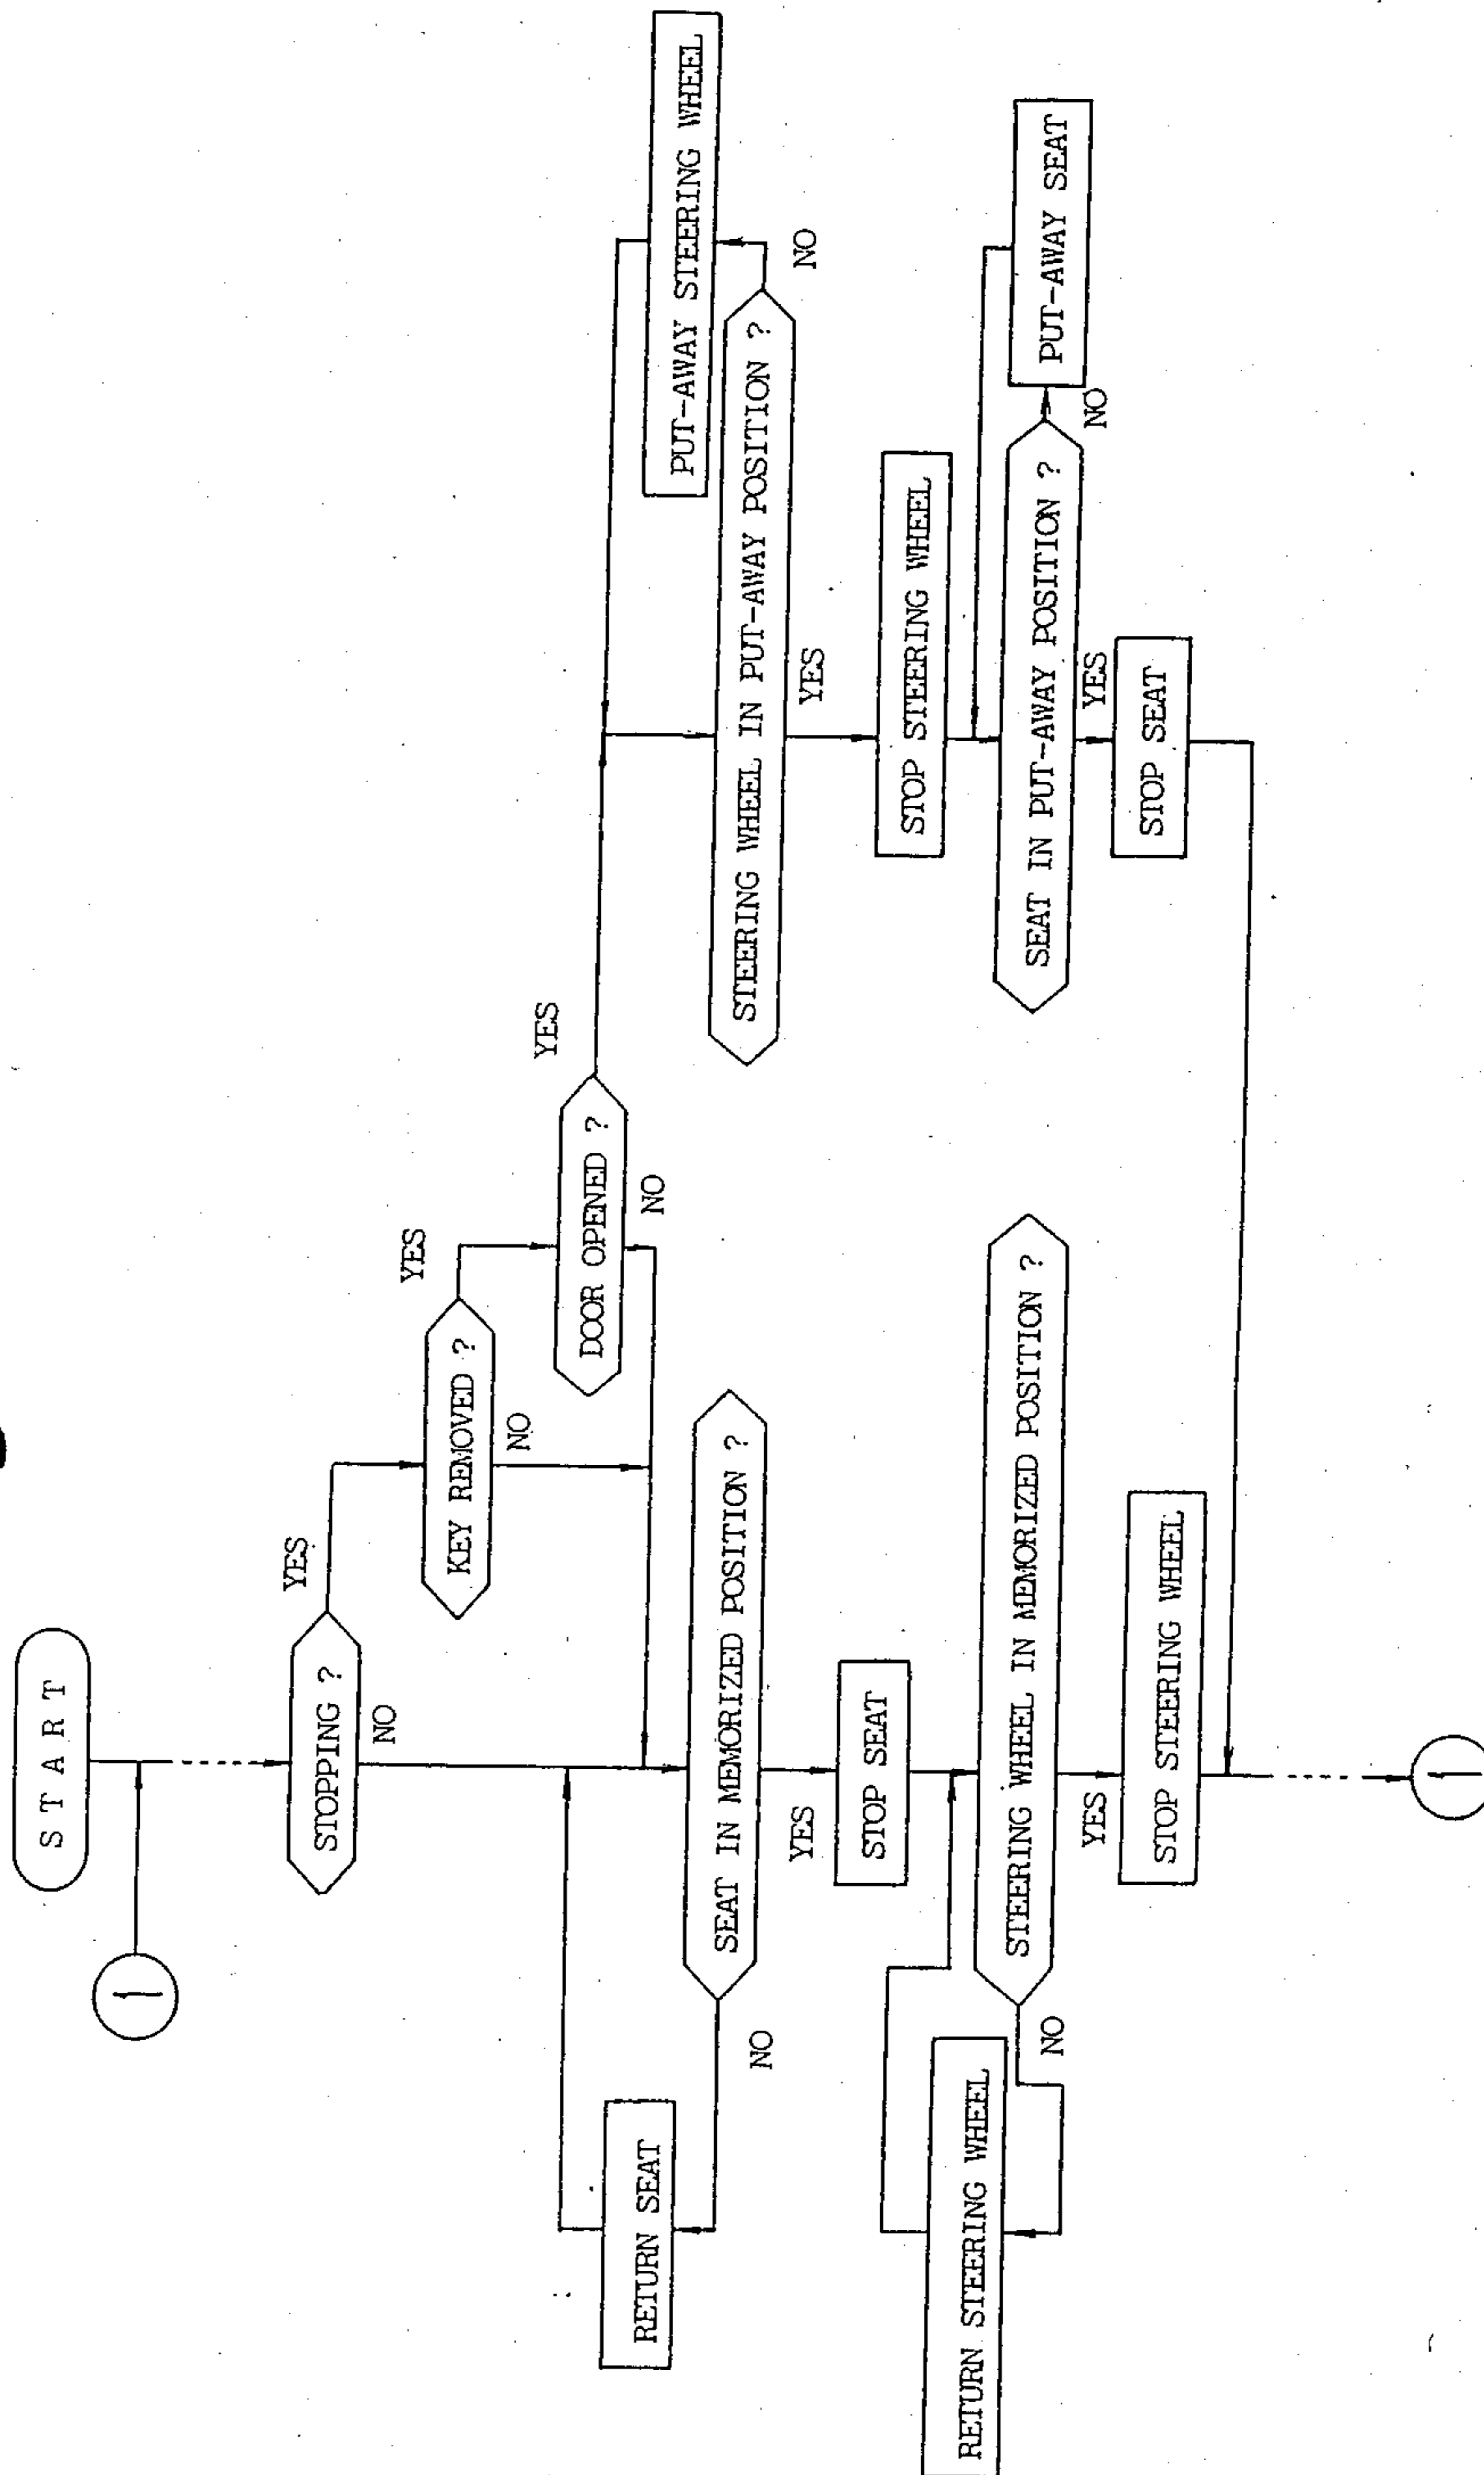 S T A R T
1
STOPPING ?
YES
NO
KEY REMOVED ?
YES
NO
DOOR OPENED ?
YES
NO
RETURN SEAT
SEAT IN MEMORIZED POSITION ?
NO
YES
STOP SEAT
RETURN STEERING WHEEL
STEERING WHEEL IN MEMORIZED POSITION ?
NO
YES
STOP STEERING WHEEL
1
PUT-AWAY STEERING WHEEL
STEERING WHEEL IN PUT-AWAY POSITION ?
NO
YES
STOP STEERING WHEEL
PUT-AWAY SEAT
SEAT IN PUT-AWAY POSITION ?
NO
YES
STOP SEAT